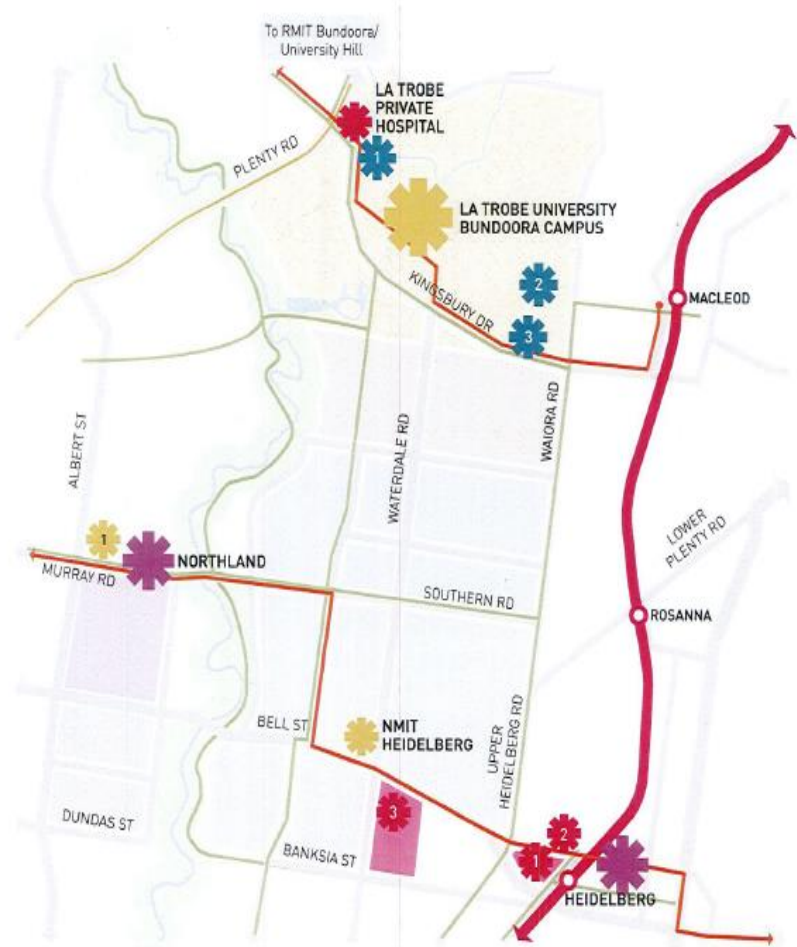 To RMIT Bundoora/
University Hill
LA TROBE
PRIVATE
HOSPITAL
PLENTY RD
1
LA TROBE UNIVERSITY
BUNDOORA CAMPUS
KINGSBURY DR
2
3
MACLEOD
ALBERT ST
WATERDALE RD
WAIORA RD
LOWER
PLENTY RD
1
NORTHLAND
MURRAY RD
SOUTHERN RD
ROSANNA
BELL ST
NMIT
HEIDELBERG
UPPER
HEIDELBERG RD
DUNDAS ST
3
BANKSIA ST
2
1
HEIDELBERG